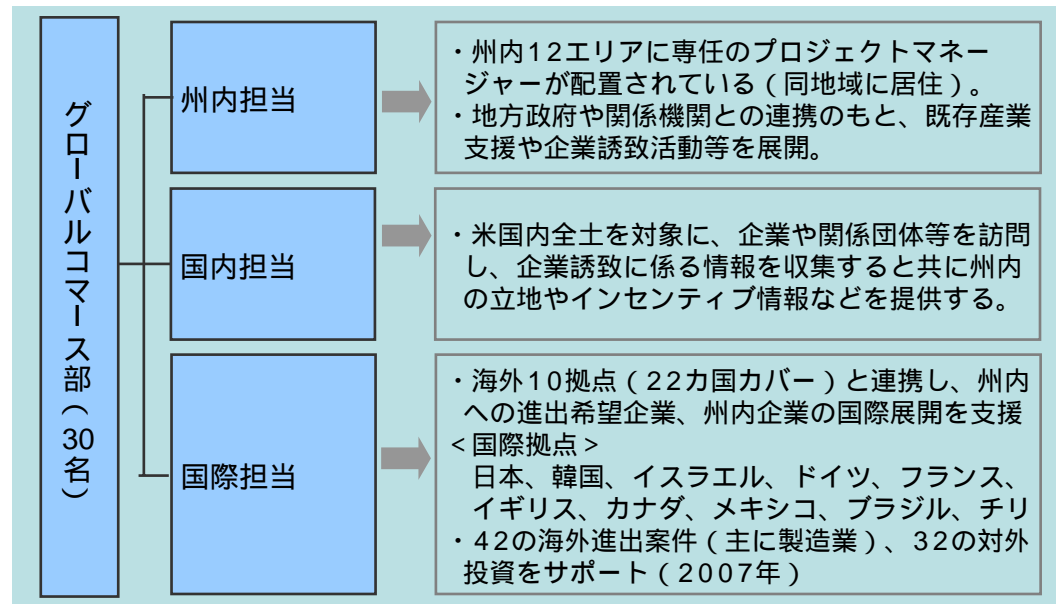 グローバルコマース部（30名）
州内担当
・州内12エリアに専任のプロジェクトマネー
ジャーが配置されている（同地域に居住）。
・地方政府や関係機関との連携のもと、既存産業
支援や企業誘致活動等を展開。
国内担当
・米国内全土を対象に、企業や関係団体等を訪問
し、企業誘致に係る情報を収集すると共に州内
の立地やインセンティブ情報などを提供する。
国際担当
・海外10拠点（22カ国カバー）と連携し、州内
への進出希望企業、州内企業の国際展開を支援
＜国際拠点＞
日本、韓国、イスラエル、ドイツ、フランス、
イギリス、カナダ、メキシコ、ブラジル、チリ
・42の海外進出案件（主に製造業）、32の対外
投資をサポート（2007年）